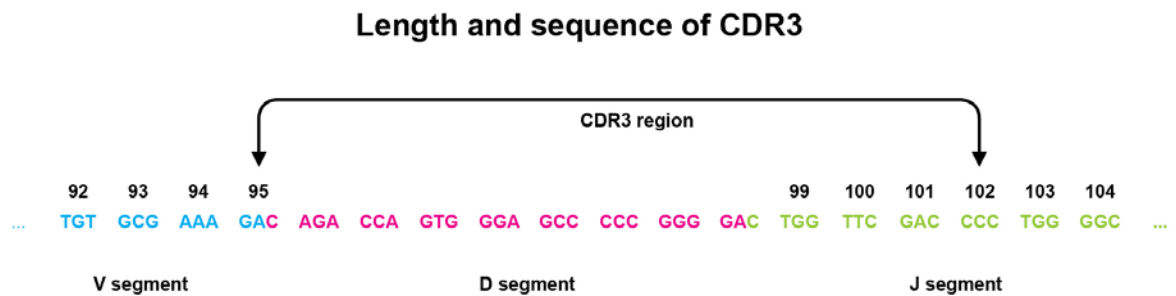 Length and sequence of CDR3
CDR3 region
92 93 94 95 99 100 101 102 103 104
... TGT GCG AAA GAC AGA CCA GTG GGA GCC CCC GGG GAC TGG TTC GAC CCC TGG GGC ...
V segment D segment J segment